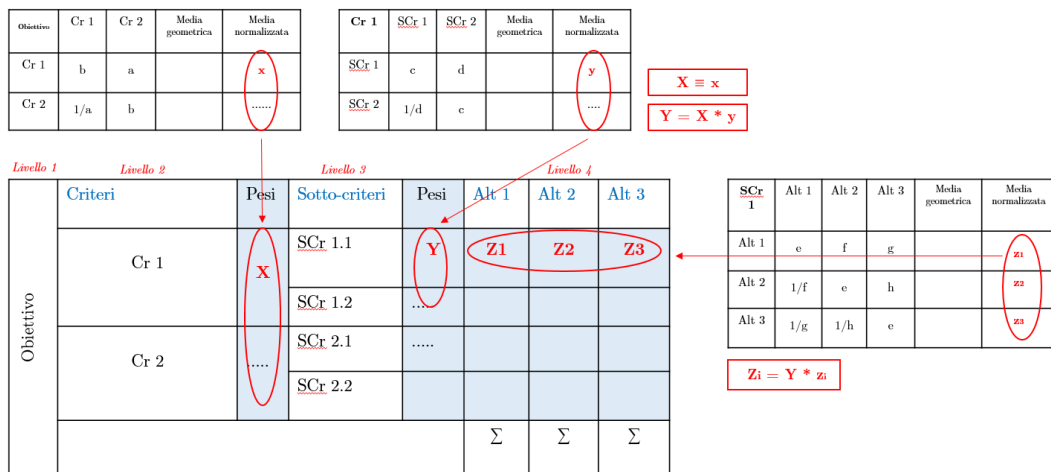 Obiettivo Cr 1 Cr 2 Media geometrica Media normalizzata
Cr 1 b a x
Cr 2 1/a b ......
Cr 1 SCr 1 SCr 2 Media geometrica Media normalizzata
SCr 1 c d y
SCr 2 1/d c ....
X ≡ x
Y = X * y
Livello 1 Livello 2 Livello 3 Livello 4
Criteri Pesi Sotto-criteri Pesi Alt 1 Alt 2 Alt 3
Obiettivo
Cr 1 X SCr 1.1 Y Z1 Z2 Z3
SCr 1.2 .....
Cr 2 ..... SCr 2.1 .....
SCr 2.2
∑ ∑ ∑
SCr 1 Alt 1 Alt 2 Alt 3 Media geometrica Media normalizzata
Alt 1 e f g z1
Alt 2 1/f e h z2
Alt 3 1/g 1/h e z3
Zi = Y * zi